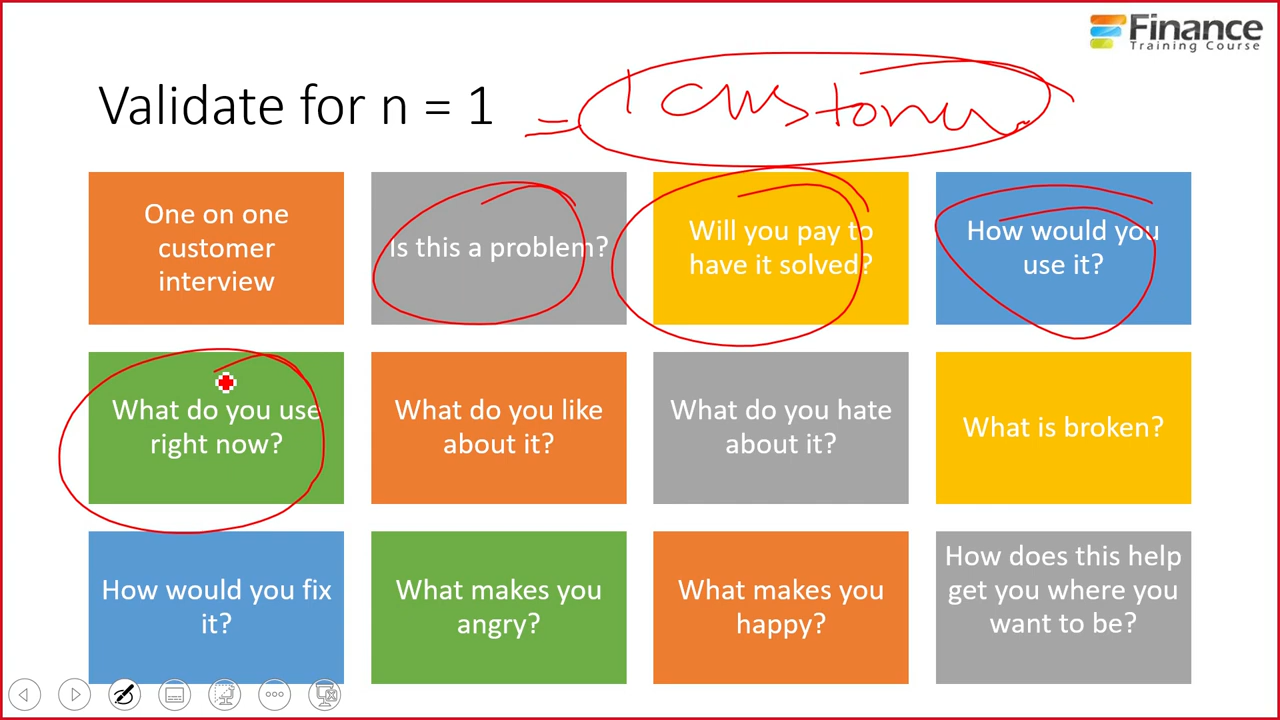 Finance
Training Course
Validate for n = 1
= 1 customer
One on one
customer
interview
Is this a problem?
Will you pay to
have it solved?
How would you
use it?
What do you use
right now?
What do you like
about it?
What do you hate
about it?
What is broken?
How would you fix
it?
What makes you
angry?
What makes you
happy?
How does this help
get you where you
want to be?